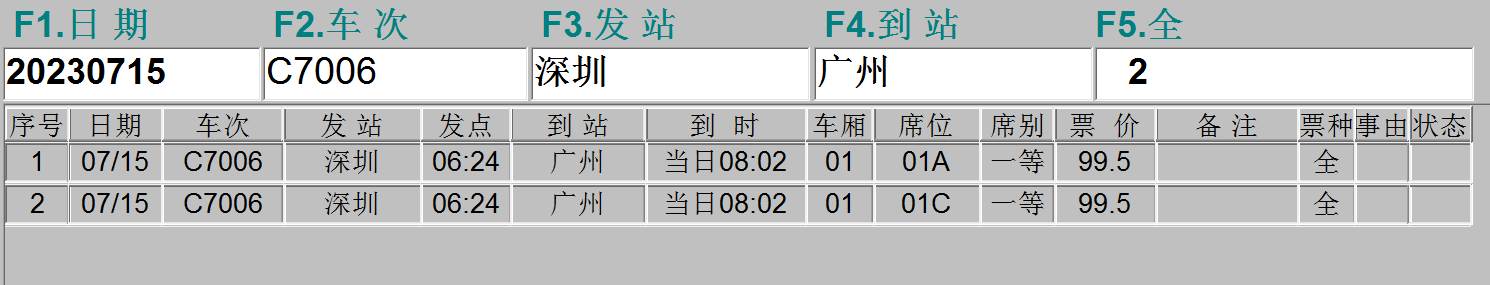 F1.日 期 F2.车 次 F3.发 站 F4.到 站 F5.全
20230715 C7006 深圳 广州 2
序号 日期 车次 发 站 发点 到 站 到 时 车厢 席位 席别 票 价 备 注 票种 事由 状态
1 07/15 C7006 深圳 06:24 广州 当日08:02 01 01A 一等 99.5 全
2 07/15 C7006 深圳 06:24 广州 当日08:02 01 01C 一等 99.5 全